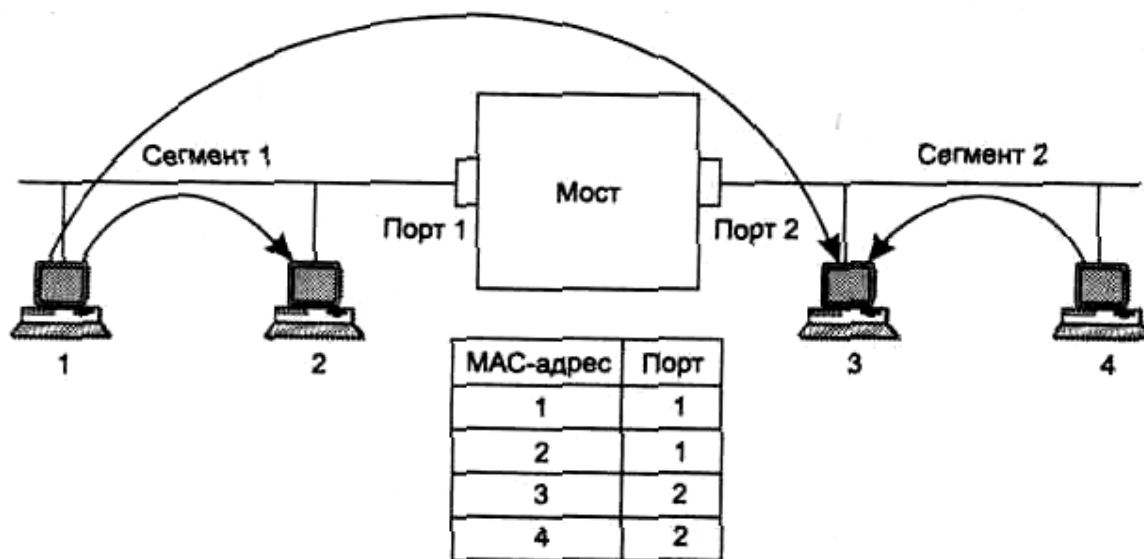 Сегмент 1
Сегмент 2
Мост
Порт 1
Порт 2
1
2
3
4
МАС-адрес Порт
1 1
2 1
3 2
4 2